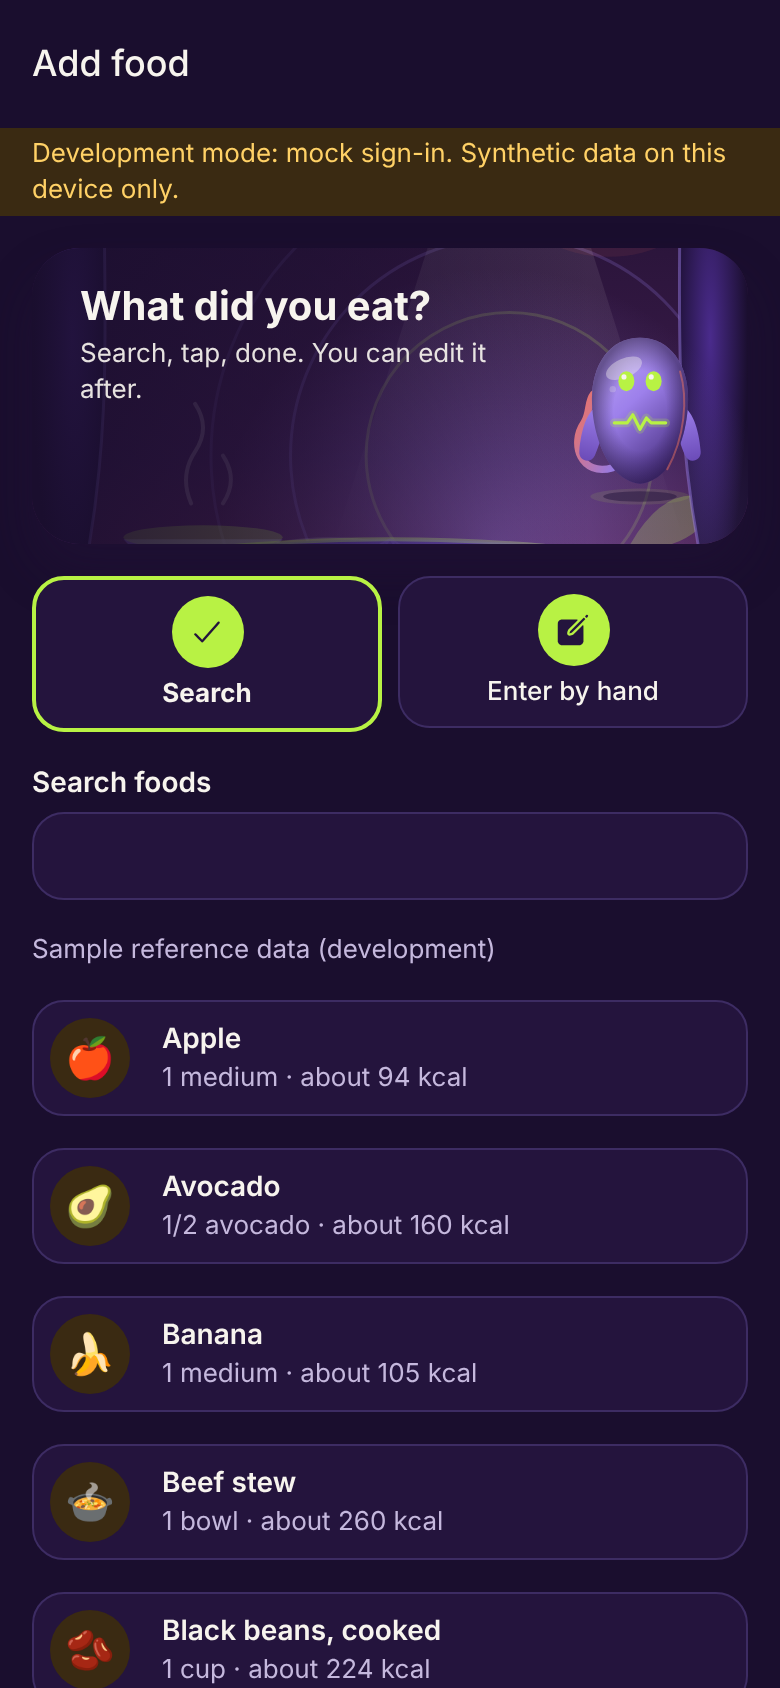 Add food
Development mode: mock sign-in. Synthetic data on this
device only.
What did you eat?
Search, tap, done. You can edit it
after.
Search
Enter by hand
Search foods
Sample reference data (development)
Apple
1 medium · about 94 kcal
Avocado
1/2 avocado · about 160 kcal
Banana
1 medium · about 105 kcal
Beef stew
1 bowl · about 260 kcal
Black beans, cooked
1 cup · about 224 kcal